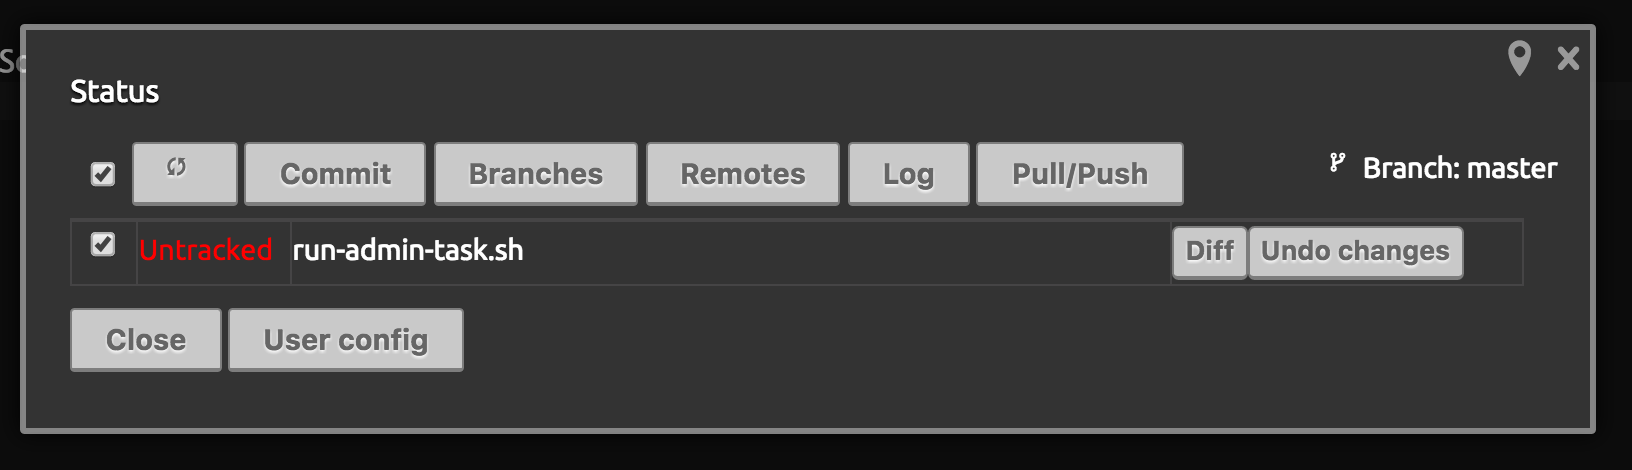 Status
Commit Branches Remotes Log Pull/Push Branch: master
Untracked run-admin-task.sh Diff Undo changes
Close User config